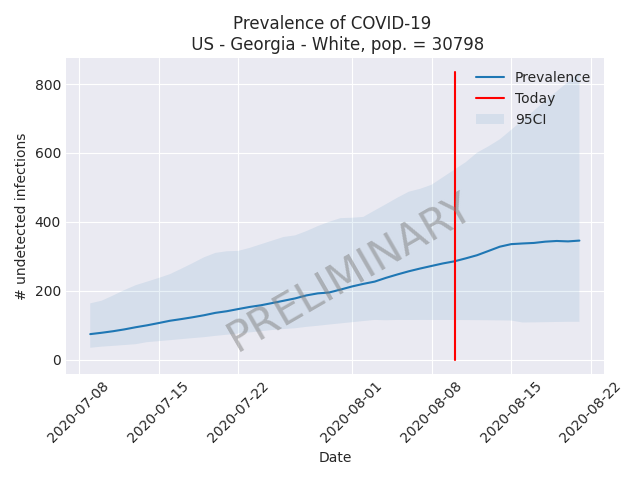 Prevalence of COVID-19
US - Georgia - White, pop. = 30798
800
600
400
200
0
# undetected infections
Prevalence
Today
95CI
PRELIMINARY
2020-07-08
2020-07-15
2020-07-22
2020-08-01
2020-08-08
2020-08-15
2020-08-22
Date